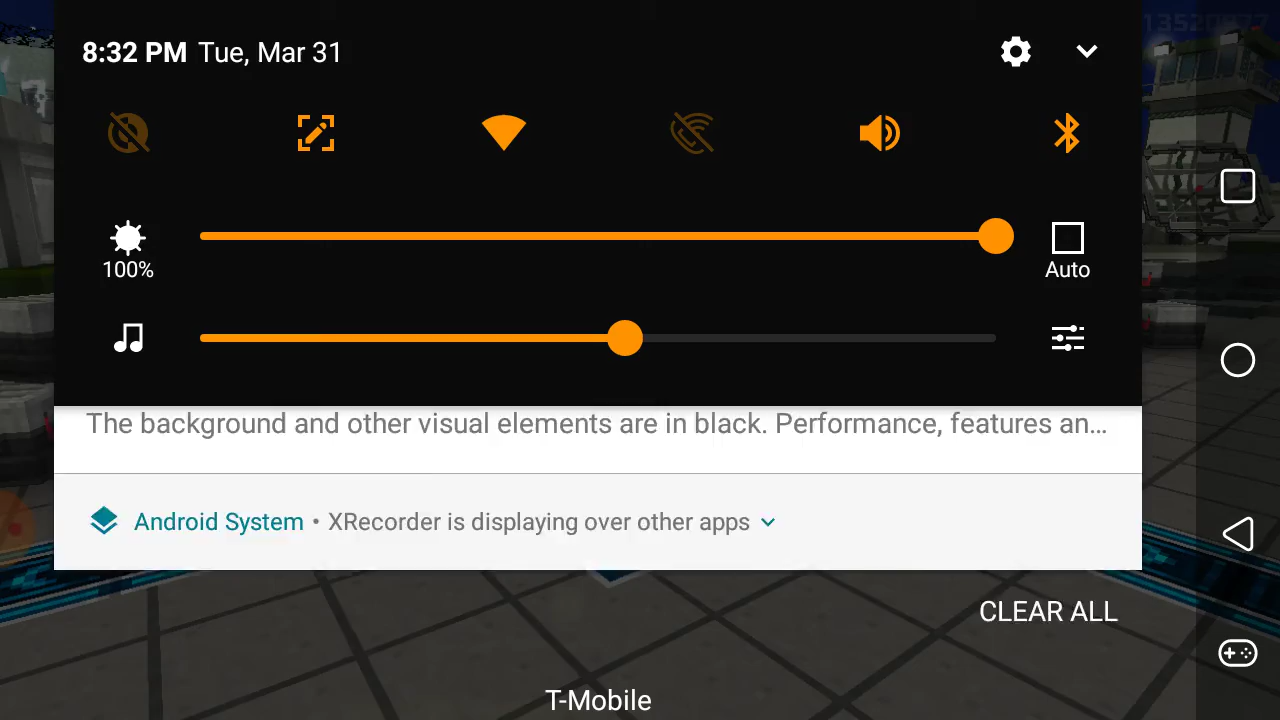 8:32 PM Tue, Mar 31
100%
Auto
The background and other visual elements are in black. Performance, features an…
Android System • XRecorder is displaying over other apps
CLEAR ALL
T-Mobile